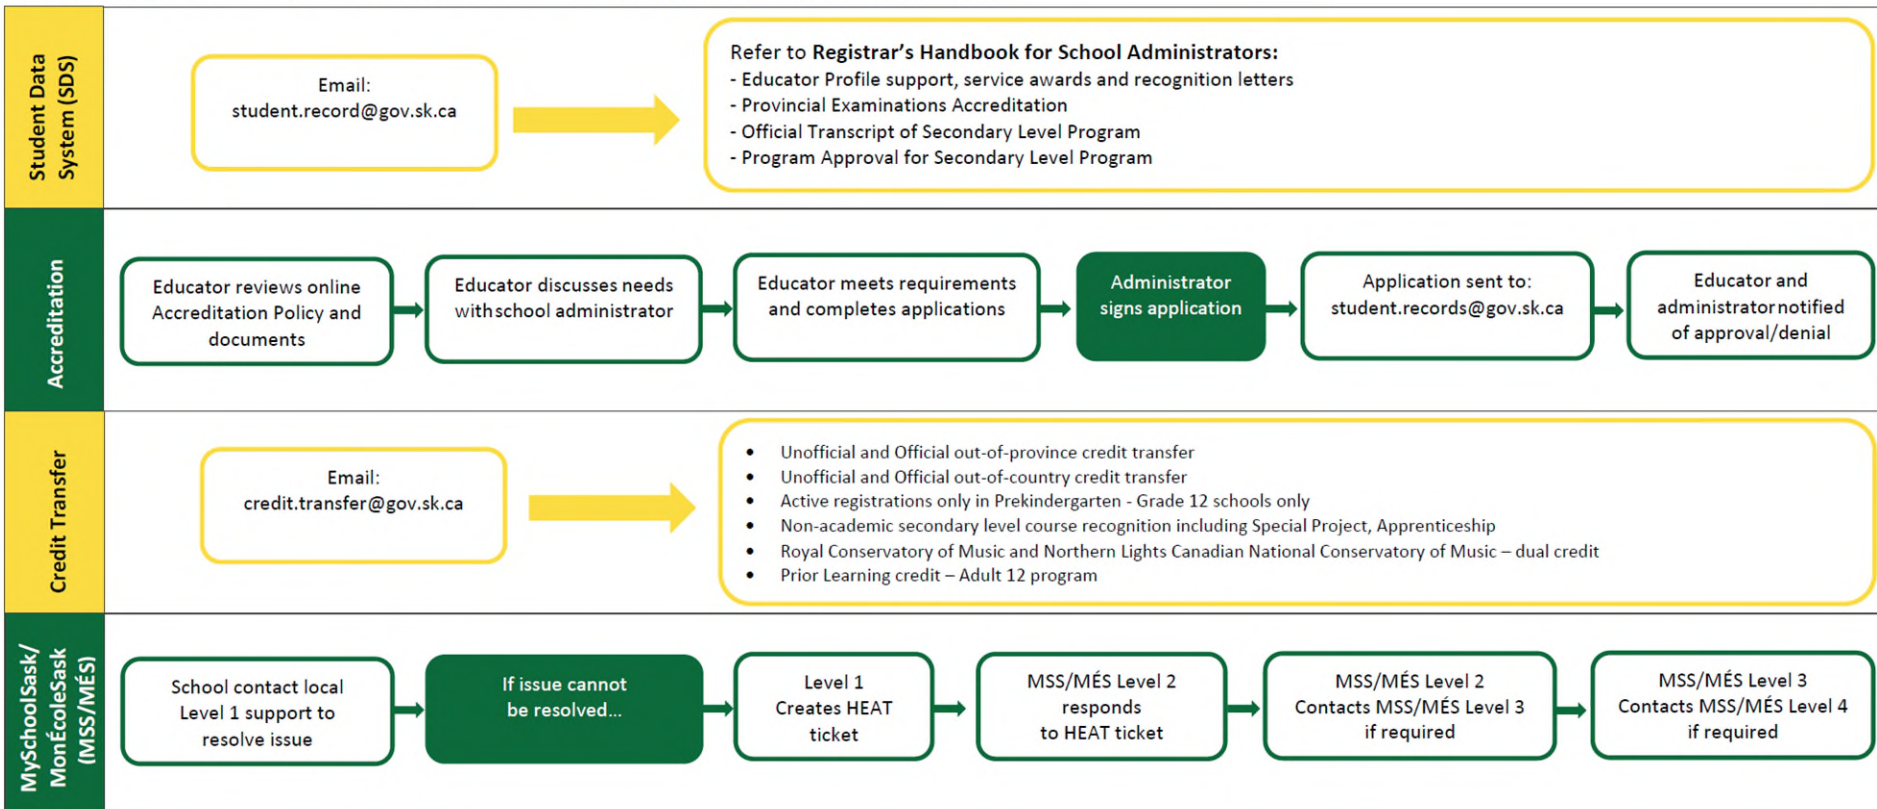 Student Data
System (SDS)
Email:
student.record@gov.sk.ca
Refer to Registrar's Handbook for School Administrators:
- Educator Profile support, service awards and recognition letters
- Provincial Examinations Accreditation
- Official Transcript of Secondary Level Program
- Program Approval for Secondary Level Program
Accreditation
Educator reviews online
Accreditation Policy and
documents
Educator discusses needs
with school administrator
Educator meets requirements
and completes applications
Administrator
signs application
Application sent to:
student.records@gov.sk.ca
Educator and
administrator notified
of approval/denial
Credit Transfer
Email:
credit.transfer@gov.sk.ca
• Unofficial and Official out-of-province credit transfer
• Unofficial and Official out-of-country credit transfer
• Active registrations only in Prekindergarten - Grade 12 schools only
• Non-academic secondary level course recognition including Special Project, Apprenticeship
• Royal Conservatory of Music and Northern Lights Canadian National Conservatory of Music – dual credit
• Prior Learning credit – Adult 12 program
MySchoolSask/
MonÉcoleSask
(MSS/MÉS)
School contact local
Level 1 support to
resolve issue
If issue cannot
be resolved...
Level 1
Creates HEAT
ticket
MSS/MÉS Level 2
responds
to HEAT ticket
MSS/MÉS Level 2
Contacts MSS/MÉS Level 3
if required
MSS/MÉS Level 3
Contacts MSS/MÉS Level 4
if required